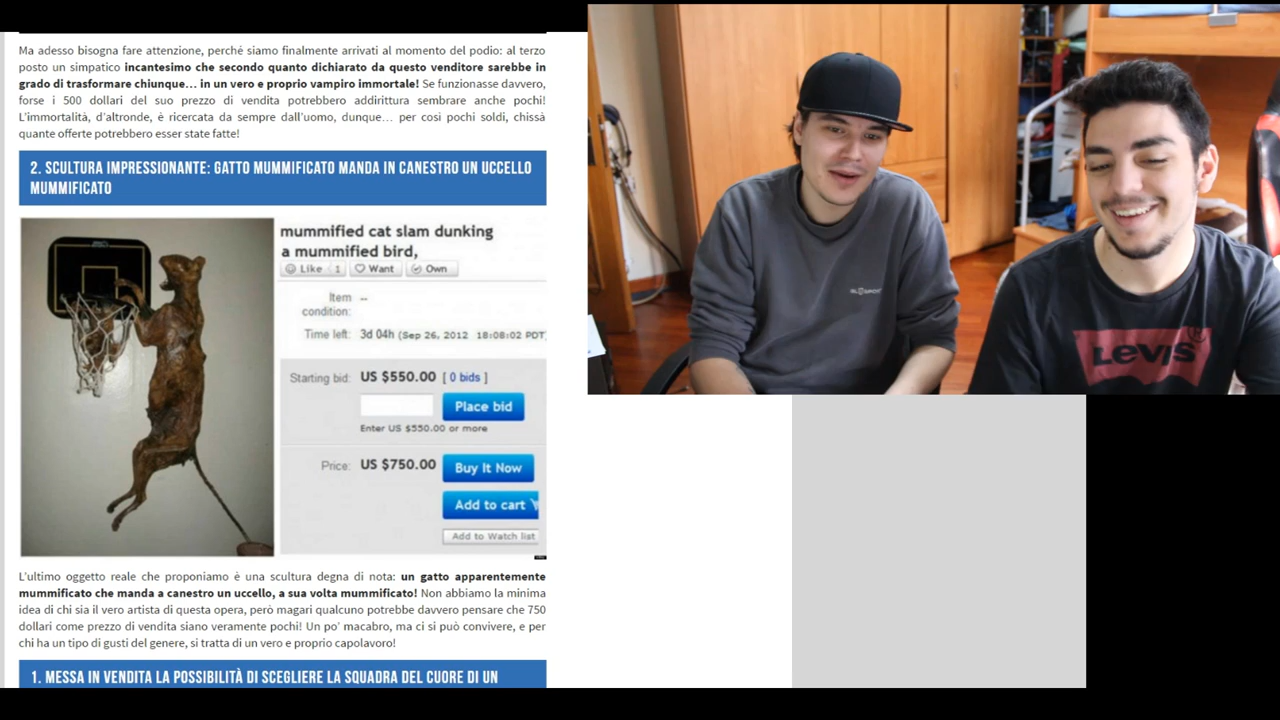 Ma adesso bisogna fare attenzione, perché siamo finalmente arrivati al momento del podio: al terzo
posto un simpatico incantesimo che secondo quanto dichiarato da questo venditore sarebbe in
grado di trasformare chiunque… in un vero e proprio vampiro immortale! Se funzionasse davvero,
forse i 500 dollari del suo prezzo di vendita potrebbero addirittura sembrare anche pochi!
L'immortalità, d'altronde, è ricercata da sempre dall'uomo, dunque… per così pochi soldi, chissà
quante offerte potrebbero esser state fatte!
2. SCULTURA IMPRESSIONANTE: GATTO MUMMIFICATO MANDA IN CANESTRO UN UCCELLO
MUMMIFICATO
mummified cat slam dunking
a mummified bird,
Like 1 Want Own
Item
condition: --
Time left: 3d 04h (Sep 26, 2012 18:08:02 PDT
Starting bid: US $550.00 [ 0 bids ]
Place bid
Enter US $550.00 or more
Price: US $750.00 Buy It Now
Add to cart
Add to Watch list
L'ultimo oggetto reale che proponiamo è una scultura degna di nota: un gatto apparentemente
mummificato che manda a canestro un uccello, a sua volta mummificato! Non abbiamo la minima
idea di chi sia il vero artista di questa opera, però magari qualcuno potrebbe davvero pensare che 750
dollari come prezzo di vendita siano veramente pochi! Un po' macabro, ma ci si può convivere, e per
chi ha un tipo di gusti del genere, si tratta di un vero e proprio capolavoro!
1. MESSA IN VENDITA LA POSSIBILITÀ DI SCEGLIERE LA SQUADRA DEL CUORE DI UN
Levi's